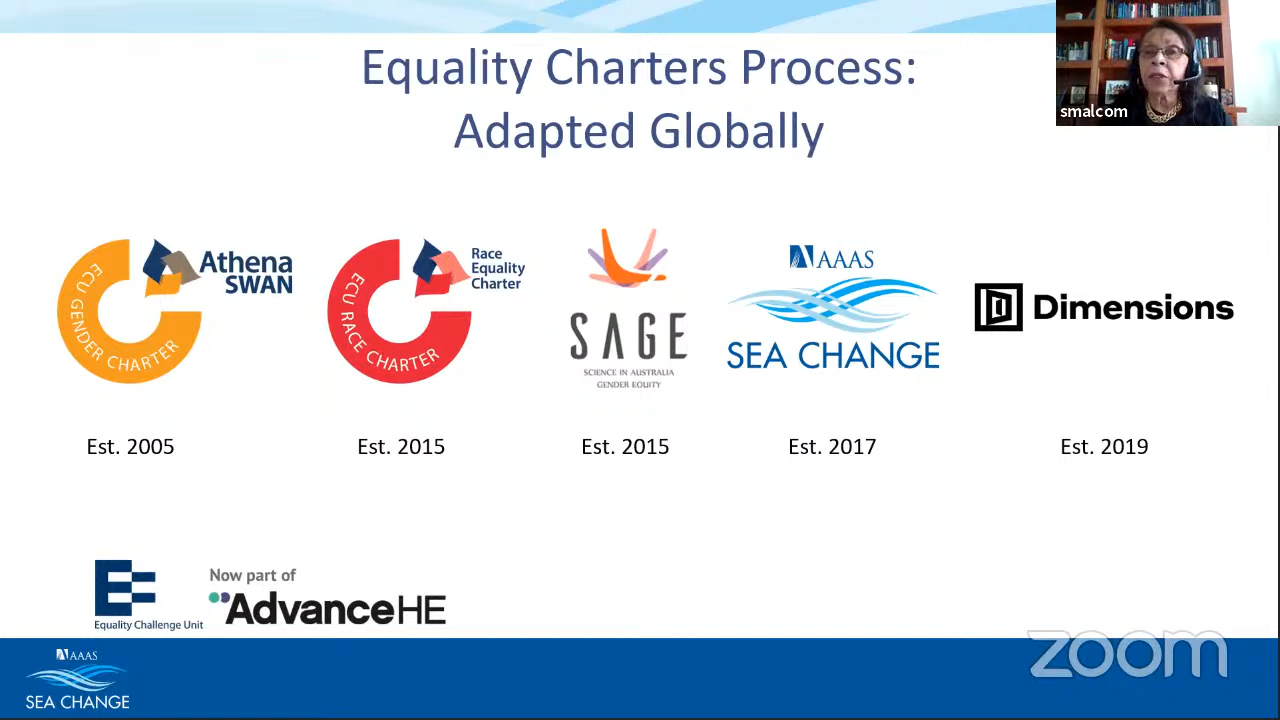 Equality Charters Process:
Adapted Globally
smalcom
ECU GENDER CHARTER
Athena
SWAN
ECU RACE CHARTER
Race
Equality
Charter
SAGE
SCIENCE IN AUSTRALIA
GENDER EQUITY
AAAS
SEA CHANGE
Dimensions
Est. 2005
Est. 2015
Est. 2015
Est. 2017
Est. 2019
Equality Challenge Unit
Now part of
AdvanceHE
AAAS
SEA CHANGE
zoom